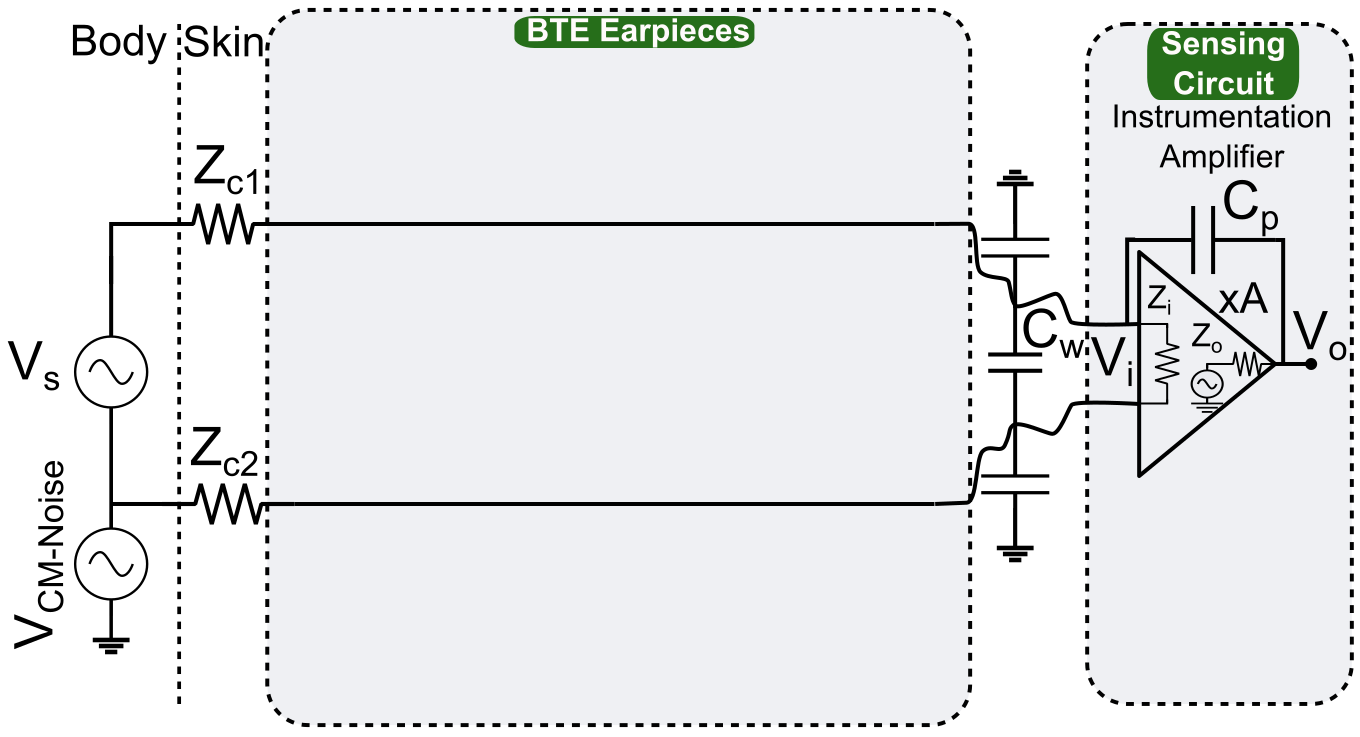 Body
Skin
BTE Earpieces
Sensing
Circuit
Instrumentation
Amplifier
Zc1
Cp
Zi
xA
Zo
Vo
Cw
Vi
Vs
Zc2
VCM-Noise